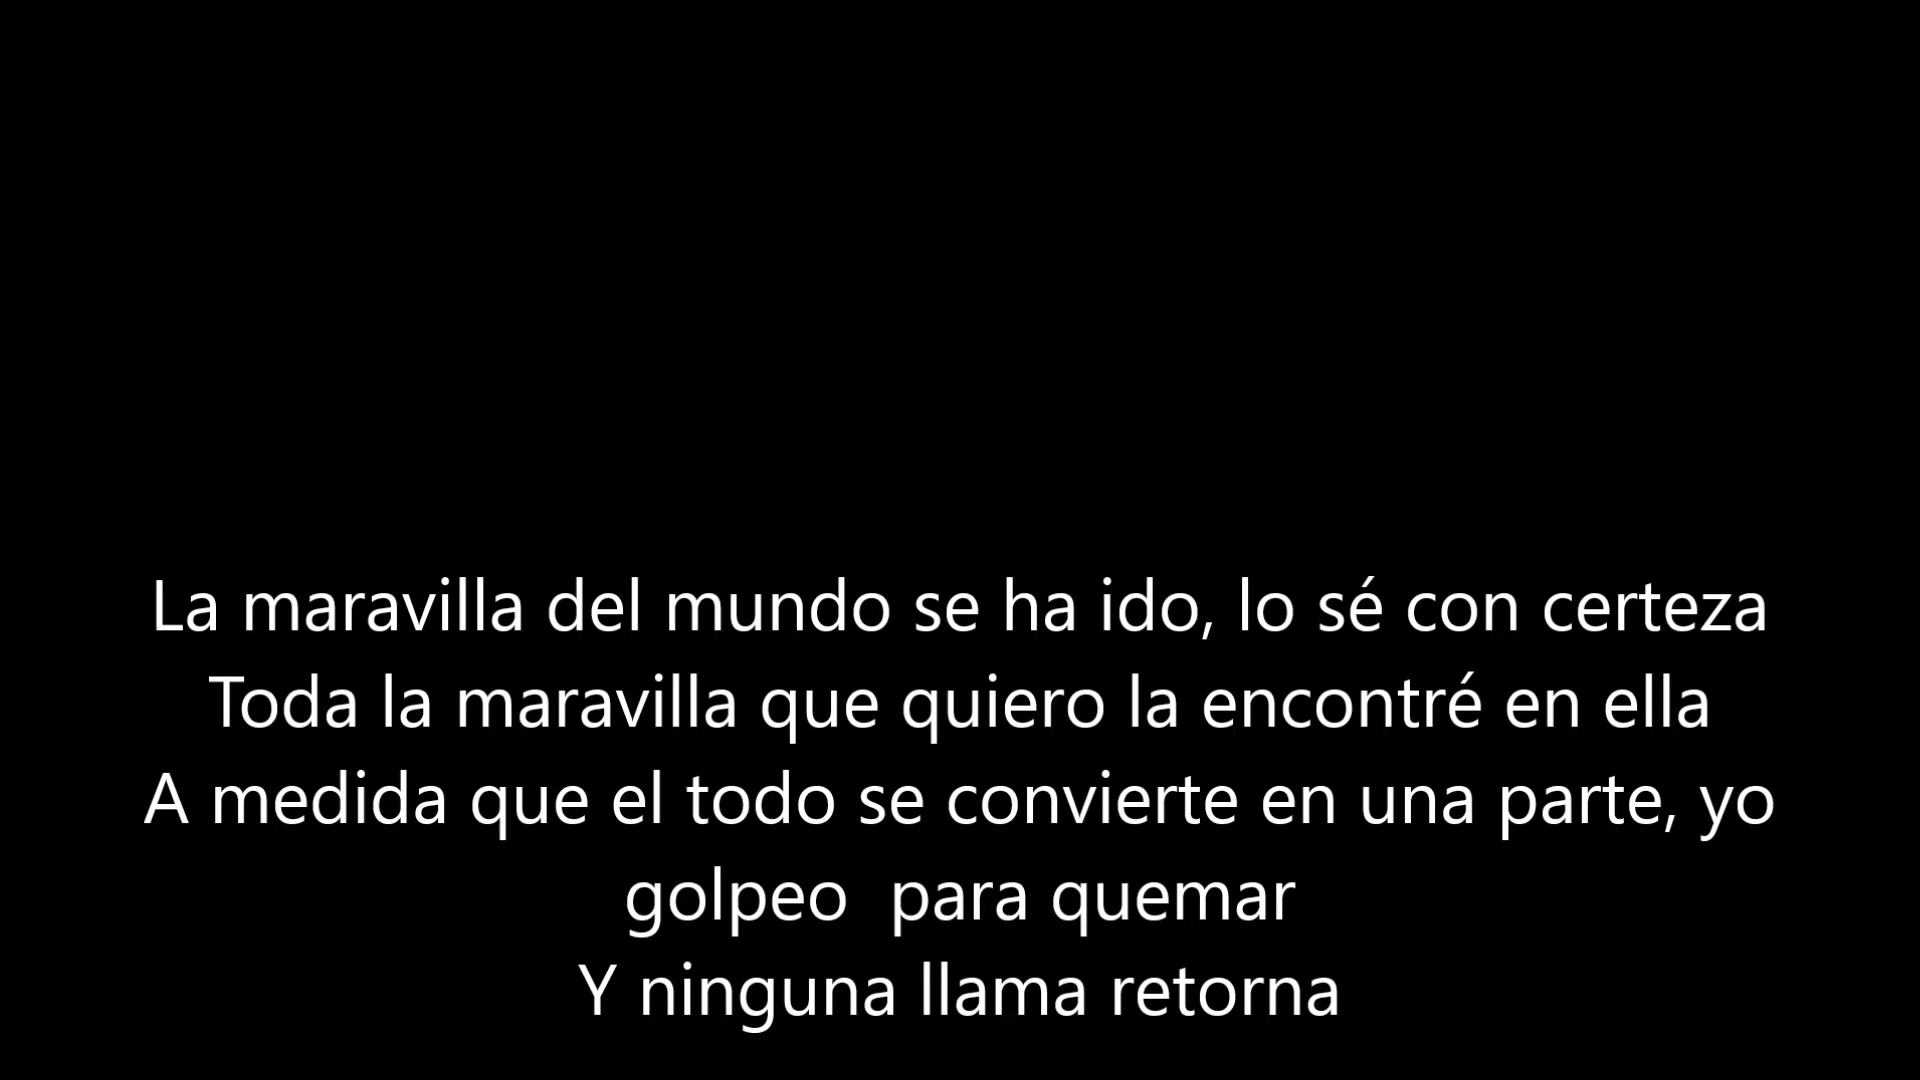 La maravilla del mundo se ha ido, lo sé con certeza
Toda la maravilla que quiero la encontré en ella
A medida que el todo se convierte en una parte, yo
golpeo  para quemar
Y ninguna llama retorna